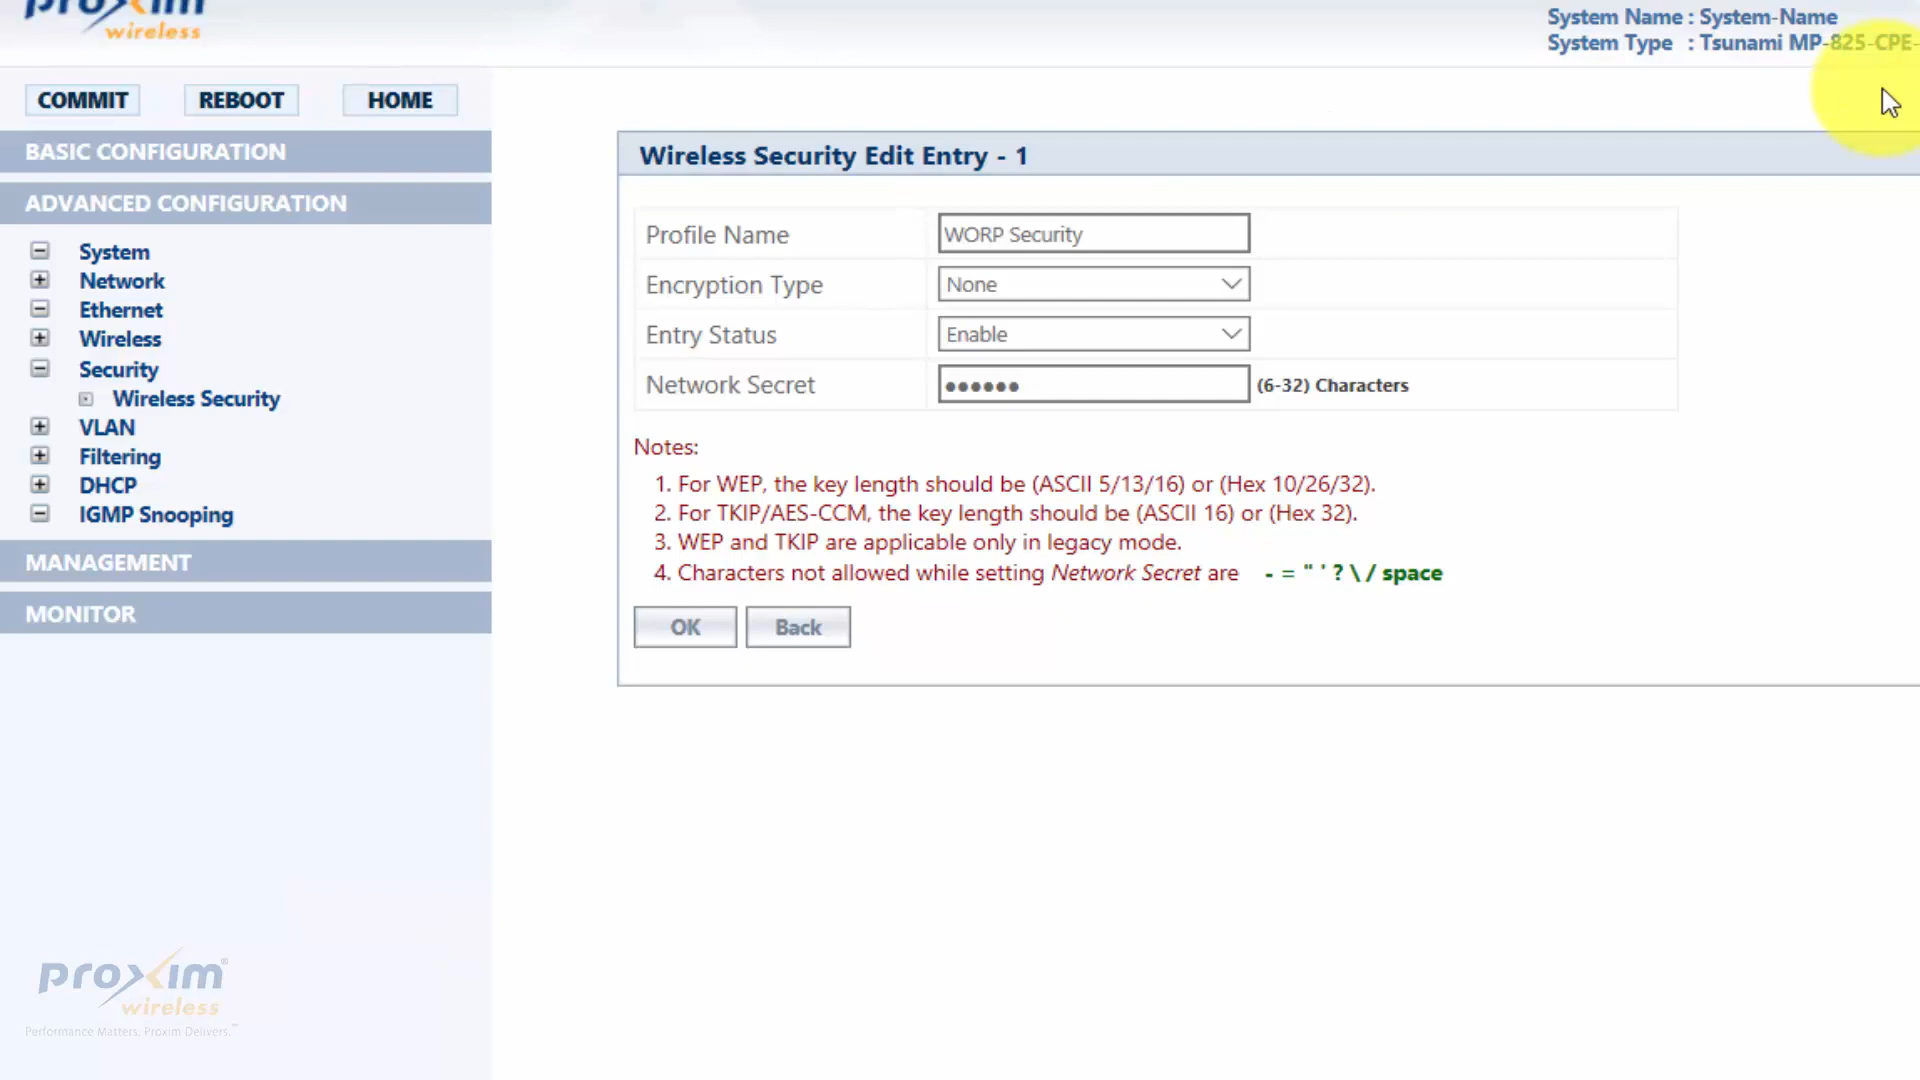 proxim
wireless
System Name : System-Name
System Type : Tsunami MP-825-CPE-
COMMIT
REBOOT
HOME
BASIC CONFIGURATION
ADVANCED CONFIGURATION
System
Network
Ethernet
Wireless
Security
Wireless Security
VLAN
Filtering
DHCP
IGMP Snooping
MANAGEMENT
MONITOR
Wireless Security Edit Entry - 1
Profile Name WORP Security
Encryption Type None
Entry Status Enable
Network Secret •••••• (6-32) Characters
Notes:
1. For WEP, the key length should be (ASCII 5/13/16) or (Hex 10/26/32).
2. For TKIP/AES-CCM, the key length should be (ASCII 16) or (Hex 32).
3. WEP and TKIP are applicable only in legacy mode.
4. Characters not allowed while setting Network Secret are - = " ' ? \ / space
OK
Back
proxim®
wireless
Performance Matters. Proxim Delivers.™